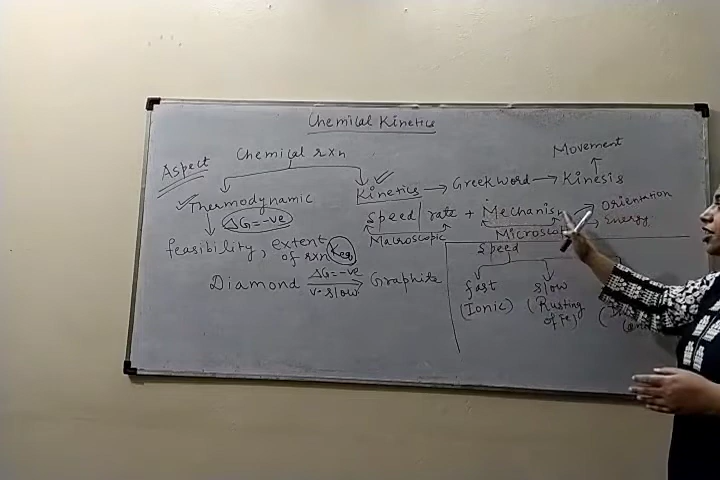 Chemical Kinetics
Aspect
Chemical rxn
Movement
Thermodynamic
Kinetics → Greek Word → Kinesis
ΔG = -ve
Speed / rate + Mechanism → Orientation
Energy
Macroscopic
feasibility, extent of rxn Keq
Speed
Diamond ΔG = -ve v. slow Graphite
fast
slow
(Ionic)
(Rusting
of Fe)